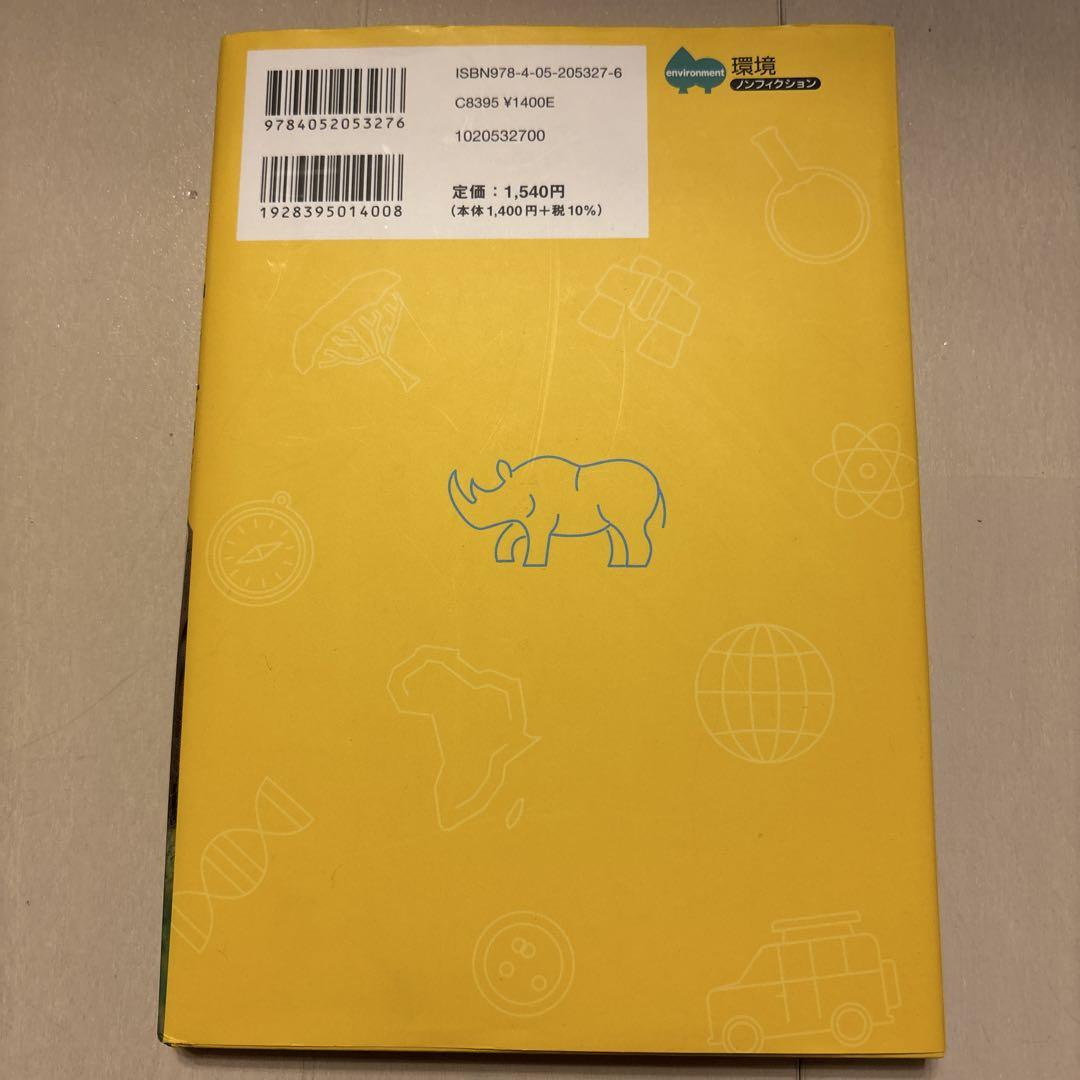 9784052053276
1928395014008
ISBN978-4-05-205327-6
C8395 ¥1400E
1020532700
定価：1,540円
（本体1,400円＋税10%）
environment
環境
ノンフィクション